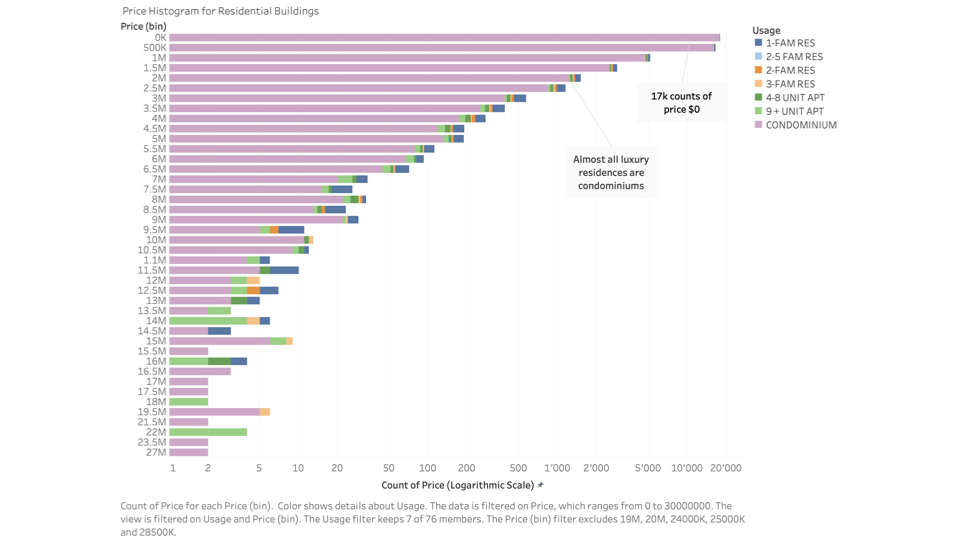 Price Histogram for Residential Buildings
Price (bin)
0K
500K
1M
1.5M
2M
2.5M
3M
3.5M
4M
4.5M
5M
5.5M
6M
6.5M
7M
7.5M
8M
8.5M
9M
9.5M
10M
10.5M
1.1M
11.5M
12M
12.5M
13M
13.5M
14M
14.5M
15M
15.5M
16M
16.5M
17M
17.5M
18M
19.5M
21.5M
22M
23.5M
27M
1 2 5 10 20 50 100 200 500 1'000 2'000 5'000 10'000 20'000
Count of Price (Logarithmic Scale)
17k counts of
price $0
Almost all luxury
residences are
condominiums
Usage
1-FAM RES
2-5 FAM RES
2-FAM RES
3-FAM RES
4-8 UNIT APT
9+ UNIT APT
CONDOMINIUM
Count of Price for each Price (bin). Color shows details about Usage. The data is filtered on Price, which ranges from 0 to 30000000. The
view is filtered on Usage and Price (bin). The Usage filter keeps 7 of 76 members. The Price (bin) filter excludes 19M, 20M, 24000K, 25000K
and 28500K.